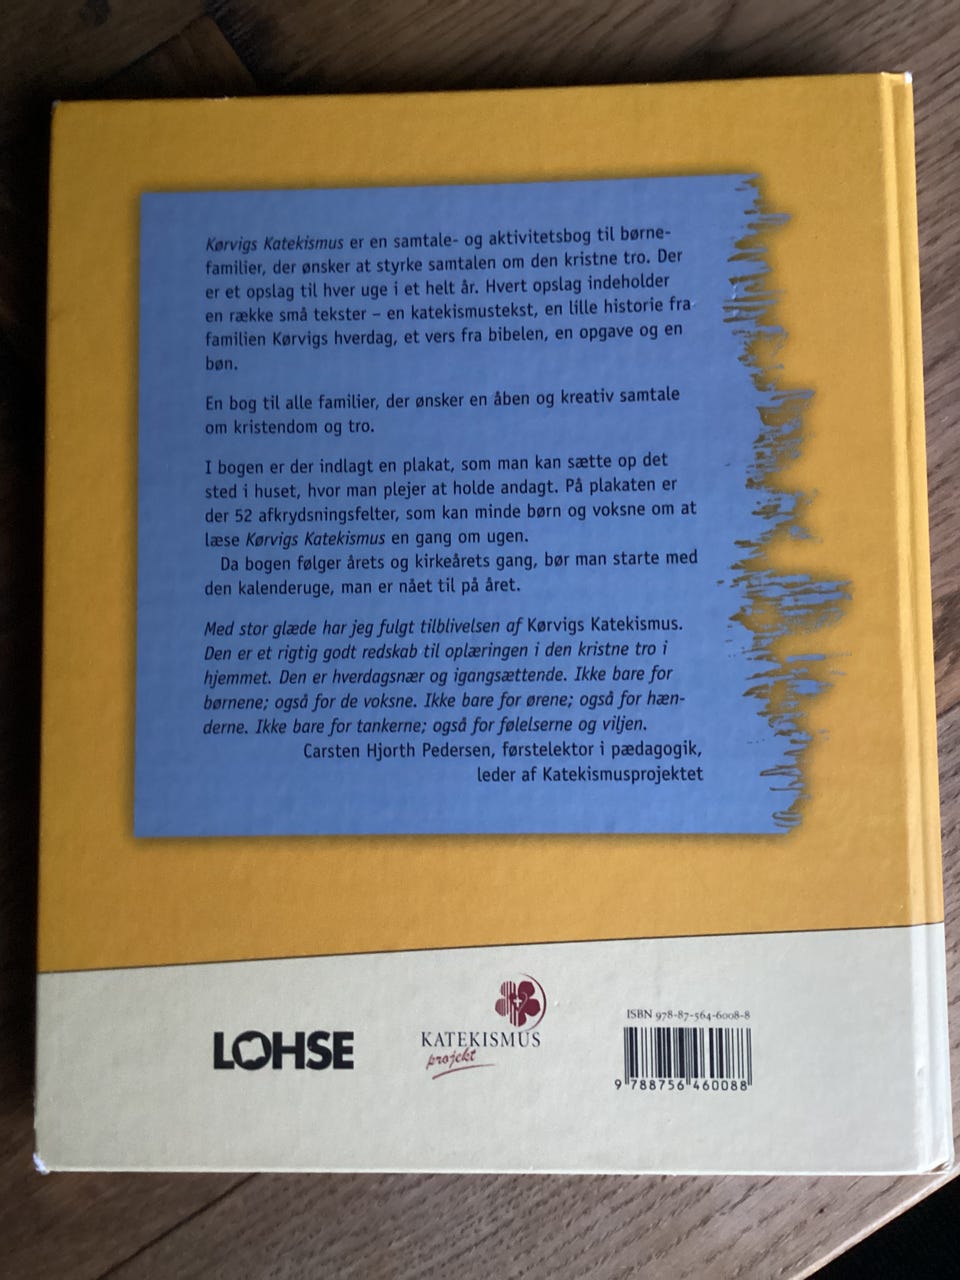 Kørvigs Katekismus er en samtale- og aktivitetsbog til børne-
familier, der ønsker at styrke samtalen om den kristne tro. Der
er et opslag til hver uge i et helt år. Hvert opslag indeholder
en række små tekster – en katekismustekst, en lille historie fra
familien Kørvigs hverdag, et vers fra bibelen, en opgave og en
bøn.
En bog til alle familier, der ønsker en åben og kreativ samtale
om kristendom og tro.
I bogen er der indlagt en plakat, som man kan sætte op det
sted i huset, hvor man plejer at holde andagt. På plakaten er
der 52 afkrydsningsfelter, som kan minde børn og voksne om at
læse Kørvigs Katekismus en gang om ugen.
Da bogen følger årets og kirkeårets gang, bør man starte med
den kalenderuge, man er nået til på året.
Med stor glæde har jeg fulgt tilblivelsen af Kørvigs Katekismus.
Den er et rigtig godt redskab til oplæringen i den kristne tro i
hjemmet. Den er hverdagsnær og igangsættende. Ikke bare for
børnene; også for de voksne. Ikke bare for ørene; også for hæn-
derne. Ikke bare for tankerne; også for følelserne og viljen.
Carsten Hjorth Pedersen, førstelektor i pædagogik,
leder af Katekismusprojektet
LOHSE
KATEKISMUS
projekt
ISBN 978-87-564-6008-8
9 788756 460088